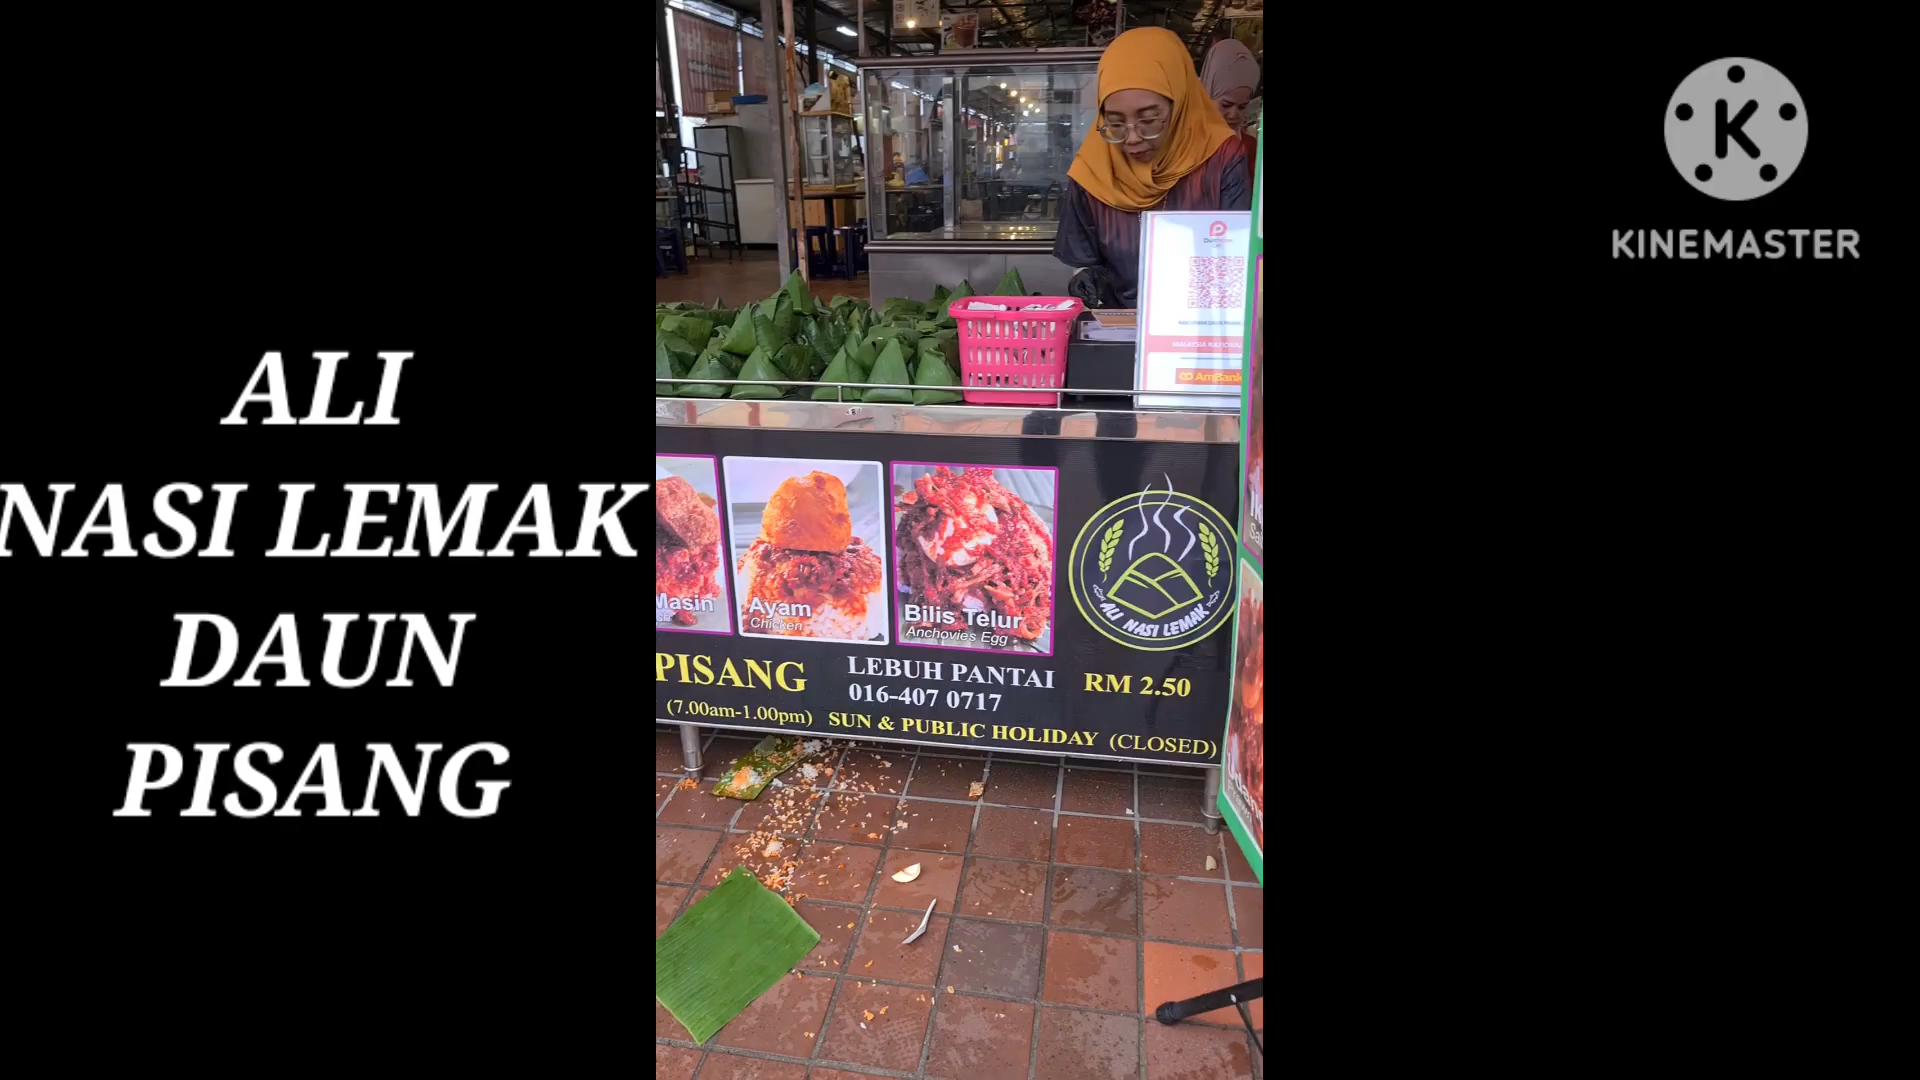 ALI
NASI LEMAK
DAUN
PISANG
KINEMASTER
AmBank
Masin
Ayam
Chicken
Bilis Telur
Anchovies Egg
ALI NASI LEMAK
PISANG
LEBUH PANTAI
016-407 0717
RM 2.50
(7.00am-1.00pm)
SUN & PUBLIC HOLIDAY (CLOSED)